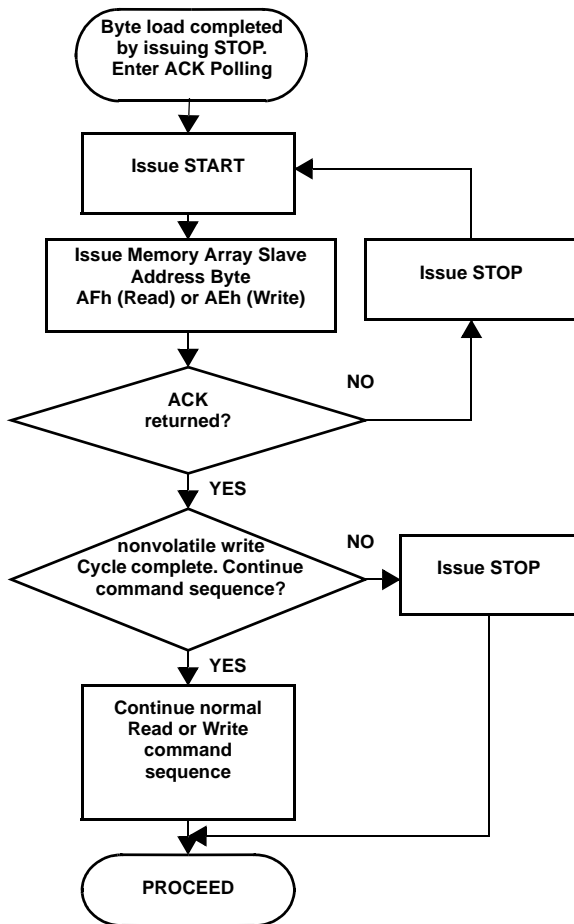 Byte load completed
by issuing STOP.
Enter ACK Polling
Issue START
Issue Memory Array Slave
Address Byte
AFh (Read) or AEh (Write)
Issue STOP
ACK
returned?
NO
YES
nonvolatile write
Cycle complete. Continue
command sequence?
NO
Issue STOP
YES
Continue normal
Read or Write
command
sequence
PROCEED